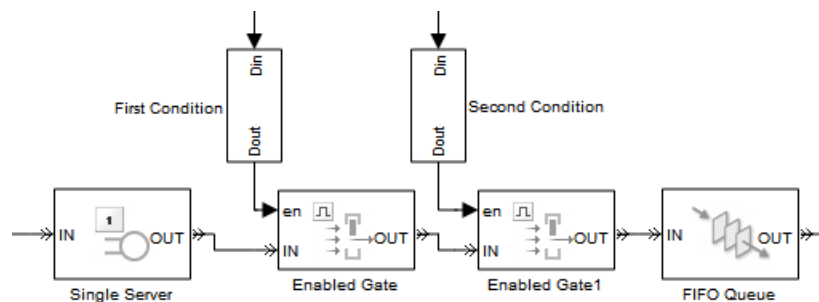 Din
Din
First Condition
Second Condition
Dout
Dout
1
en
en
IN
OUT
IN
OUT
IN
OUT
IN
OUT
Single Server
Enabled Gate
Enabled Gate1
FIFO Queue